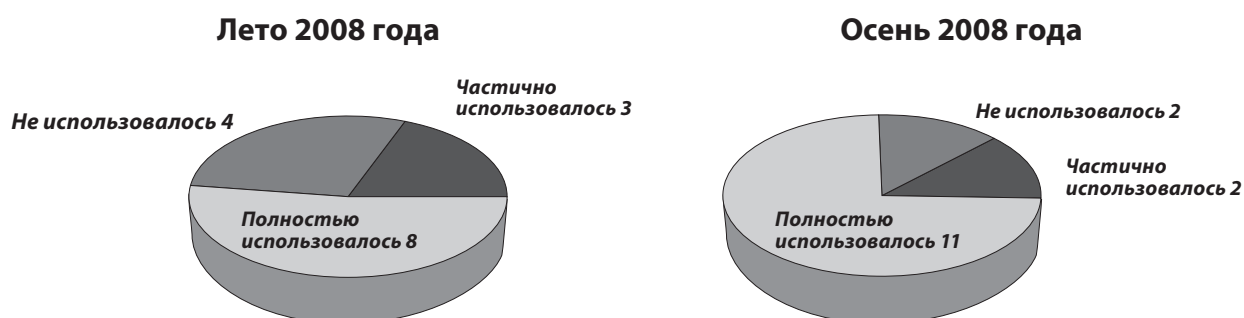 Лето 2008 года
Не использовалось 4
Частично
использовалось 3
Полностью
использовалось 8
Осень 2008 года
Не использовалось 2
Частично
использовалось 2
Полностью
использовалось 11